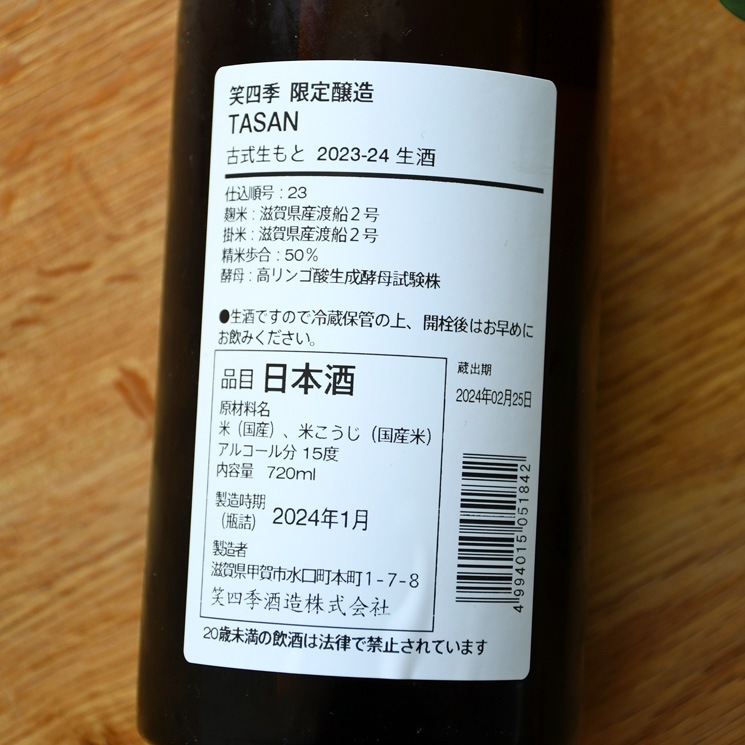 笑四季 限定醸造
TASAN
古式生もと 2023-24 生酒
仕込順号：23
麹米：滋賀県産渡船２号
掛米：滋賀県産渡船２号
精米歩合：50%
酵母：高リンゴ酸生成酵母試験株
●生酒ですので冷蔵保管の上、開栓後はお早めに
お飲みください。
品目 日本酒
原材料名
米（国産）、米こうじ（国産米）
アルコール分 15度
内容量 720ml
製造時期
（瓶詰） 2024年1月
製造者
滋賀県甲賀市水口町本町1-7-8
笑四季酒造株式会社
蔵出期
2024年02月25日
4 994015 051842
20歳未満の飲酒は法律で禁止されています